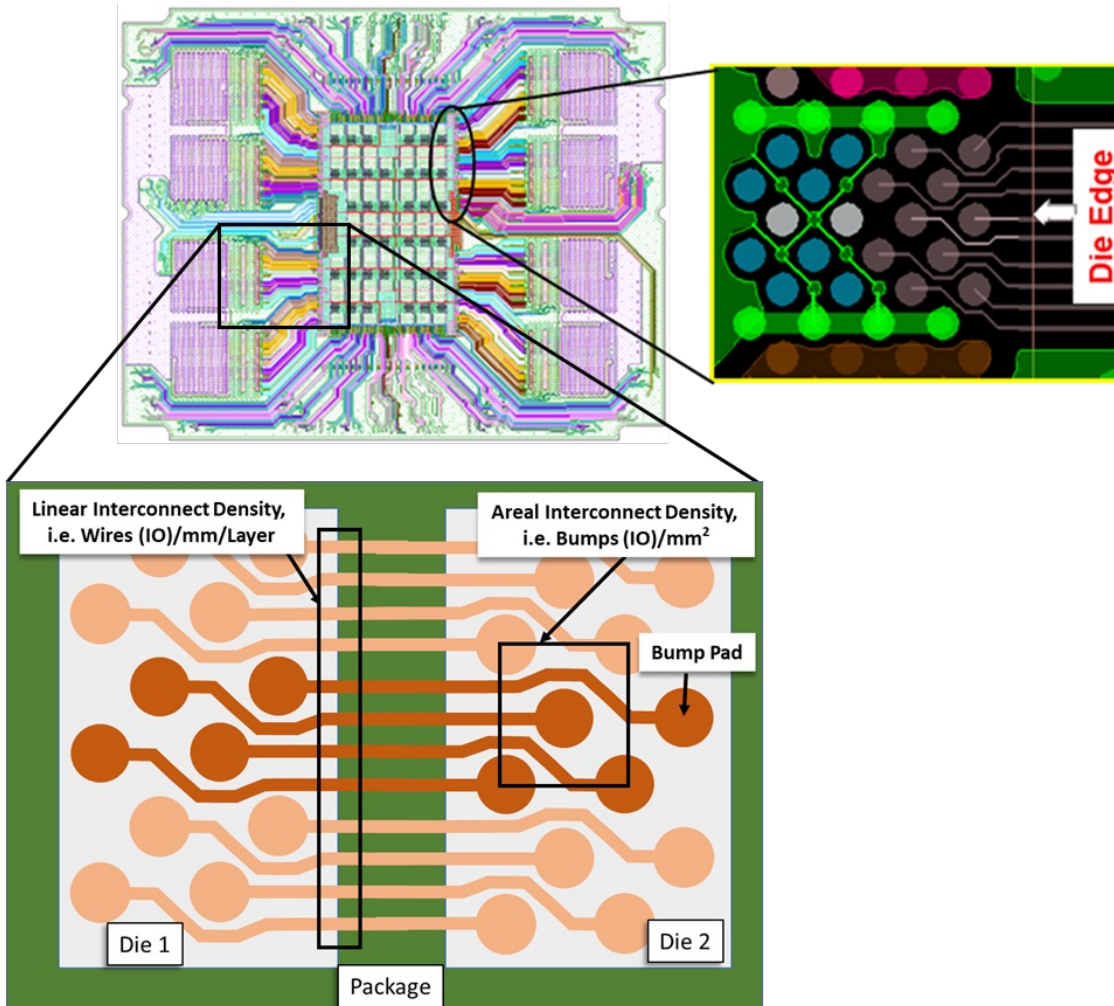 Die Edge
Linear Interconnect Density,
i.e. Wires (IO)/mm/Layer
Areal Interconnect Density,
i.e. Bumps (IO)/mm²
Bump Pad
Die 1
Die 2
Package